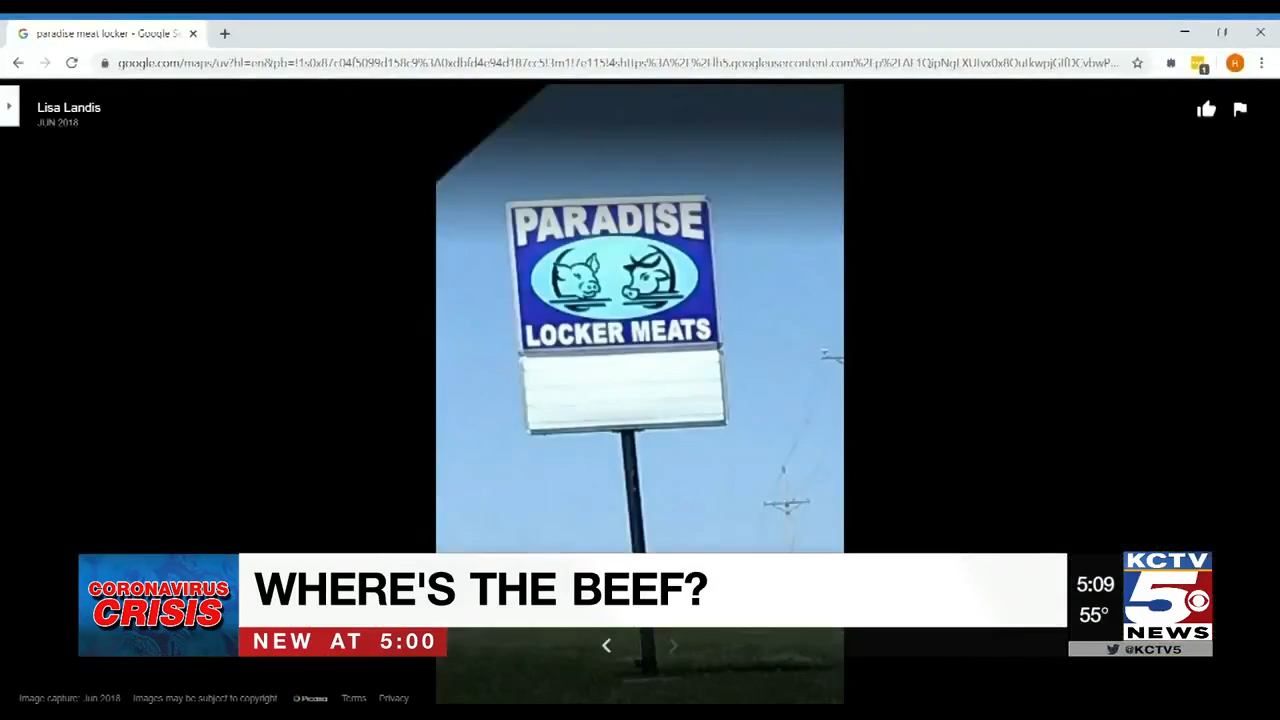 paradise meat locker - Google Se
Lisa Landis
JUN 2018
PARADISE
LOCKER MEATS
CORONAVIRUS
CRISIS
WHERE'S THE BEEF?
NEW AT 5:00
5:09
55°
KCTV
5
NEWS
@KCTV5
Image capture: Jun 2018 Images may be subject to copyright Terms Privacy